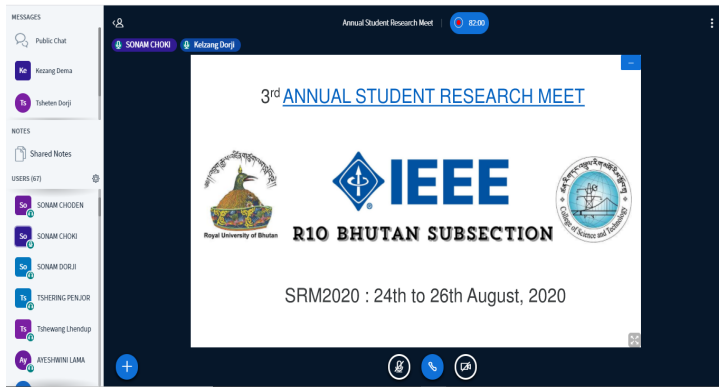 MESSAGES
Public Chat
Ke Kezang Dema
Ts Tsheten Dorji
NOTES
Shared Notes
USERS (67)
So SONAM CHODEN
So SONAM CHOKI
So SONAM DORJI
Ts TSHERING PENJOR
Ts Tshewang Lhendup
Ay AYESHWINI LAMA
Annual Student Research Meet
82:00
SONAM CHOKI
Kelzang Dorji
3rd ANNUAL STUDENT RESEARCH MEET
Royal University of Bhutan
IEEE
R10 BHUTAN SUBSECTION
College of Science and Technology
SRM2020 : 24th to 26th August, 2020